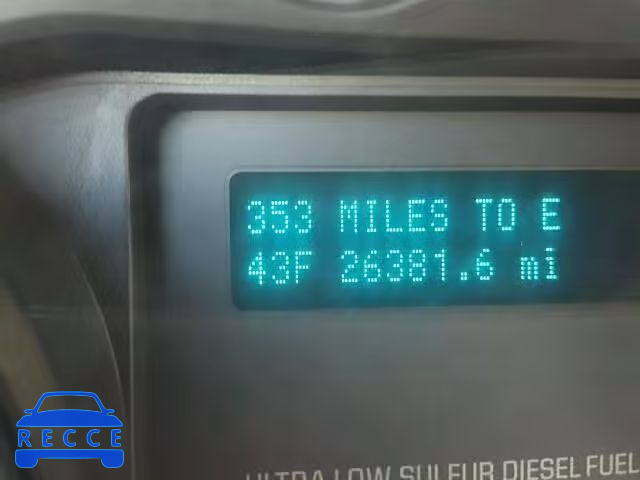 353 MILES TO E
43F 26381.6 mi
ULTRA LOW SULFUR DIESEL FUEL
RECCE